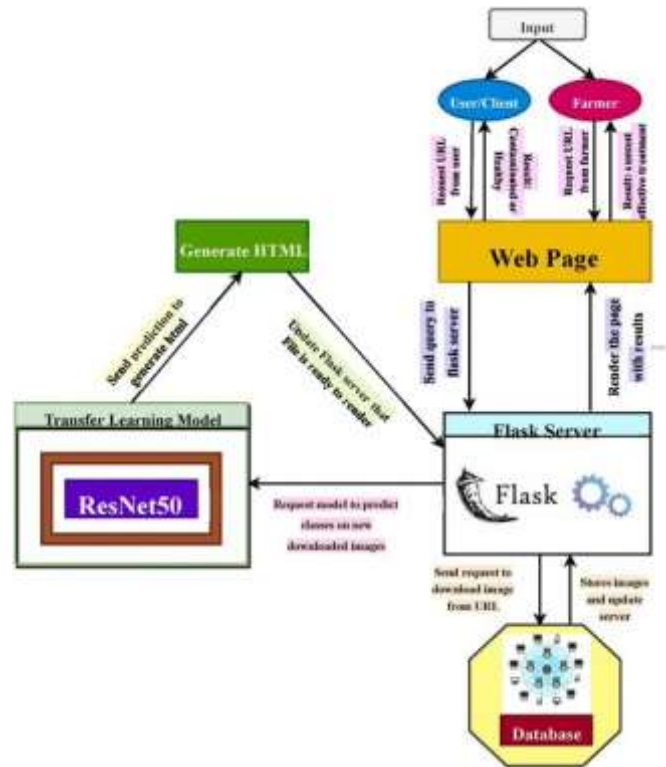 Input
User/Client
Farmer
Request URL
from user
Result:
Contaminated or
Healthy
Request URL
from farmer
Result: content
effective treatment
Generate HTML
Web Page
Send prediction to
generate html
Update Flask server that
File is ready to render
Send query to
flask server
Render the page
with results
Transfer Learning Model
ResNet50
Flask Server
Flask
Request model to predict
classes on new
downloaded images
Send request to
download image
from URL
Stores images
and update
server
Database